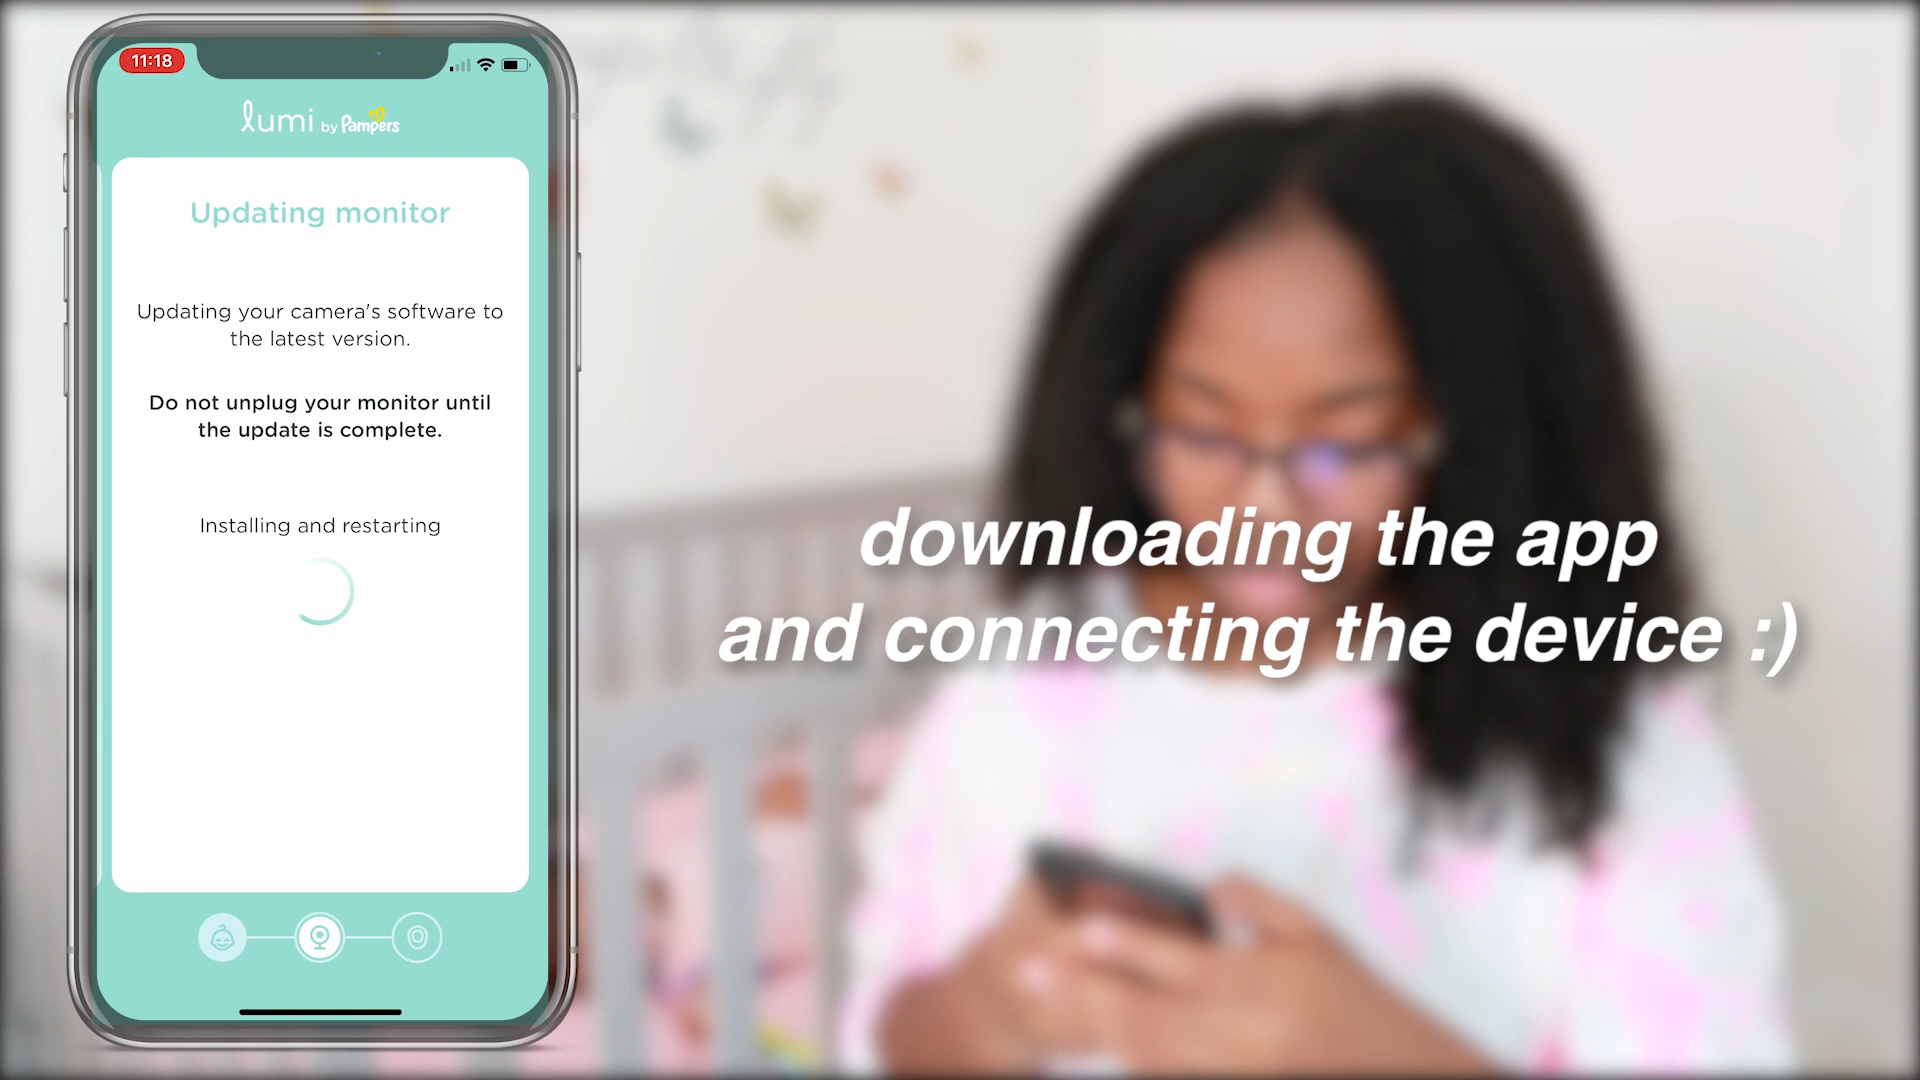 11:18
lumi by Pampers
Updating monitor
Updating your camera's software to
the latest version.
Do not unplug your monitor until
the update is complete.
Installing and restarting
downloading the app
and connecting the device :)